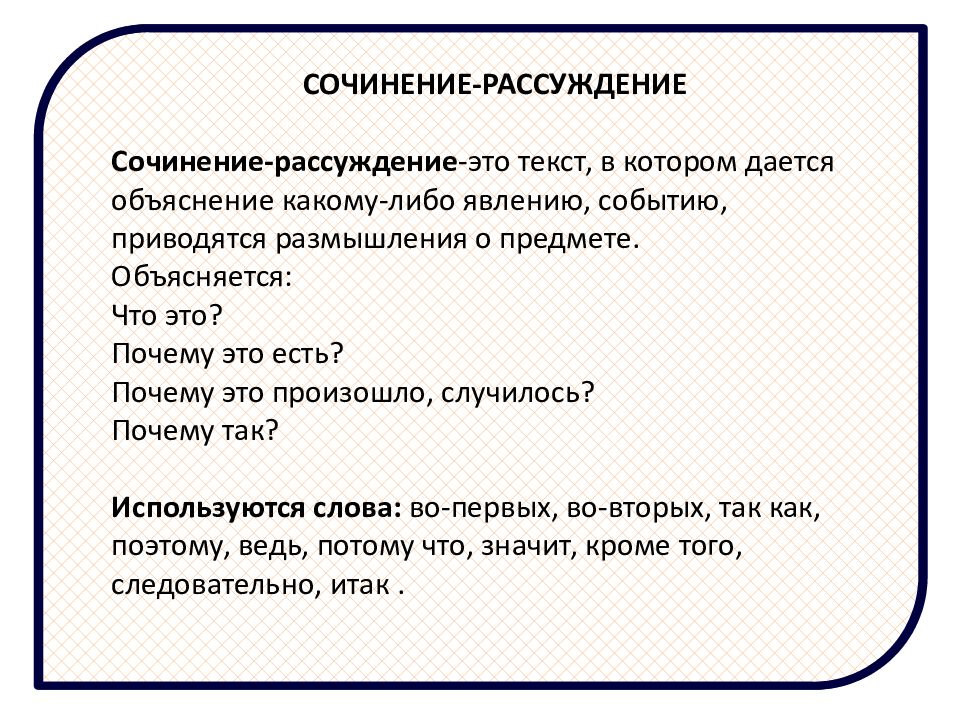 СОЧИНЕНИЕ-РАССУЖДЕНИЕ
Сочинение-рассуждение-это текст, в котором дается
объяснение какому-либо явлению, событию,
приводятся размышления о предмете.
Объясняется:
Что это?
Почему это есть?
Почему это произошло, случилось?
Почему так?
Используются слова: во-первых, во-вторых, так как,
поэтому, ведь, потому что, значит, кроме того,
следовательно, итак .